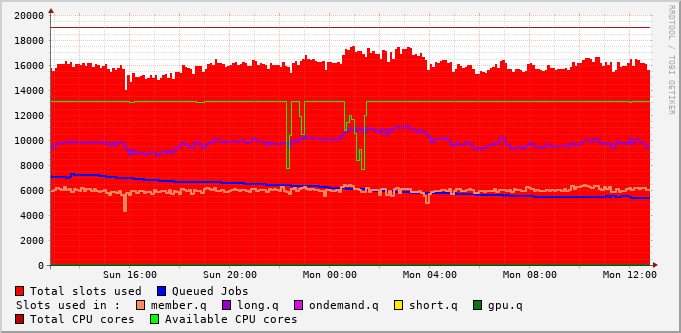 20000
18000
16000
14000
12000
10000
8000
6000
4000
2000
0
Sun 16:00 Sun 20:00 Mon 00:00 Mon 04:00 Mon 08:00 Mon 12:00
Total slots used Queued Jobs
Slots used in : member.q long.q ondemand.q short.q gpu.q
Total CPU cores Available CPU cores
RRDTOOL / TOBI OETIKER